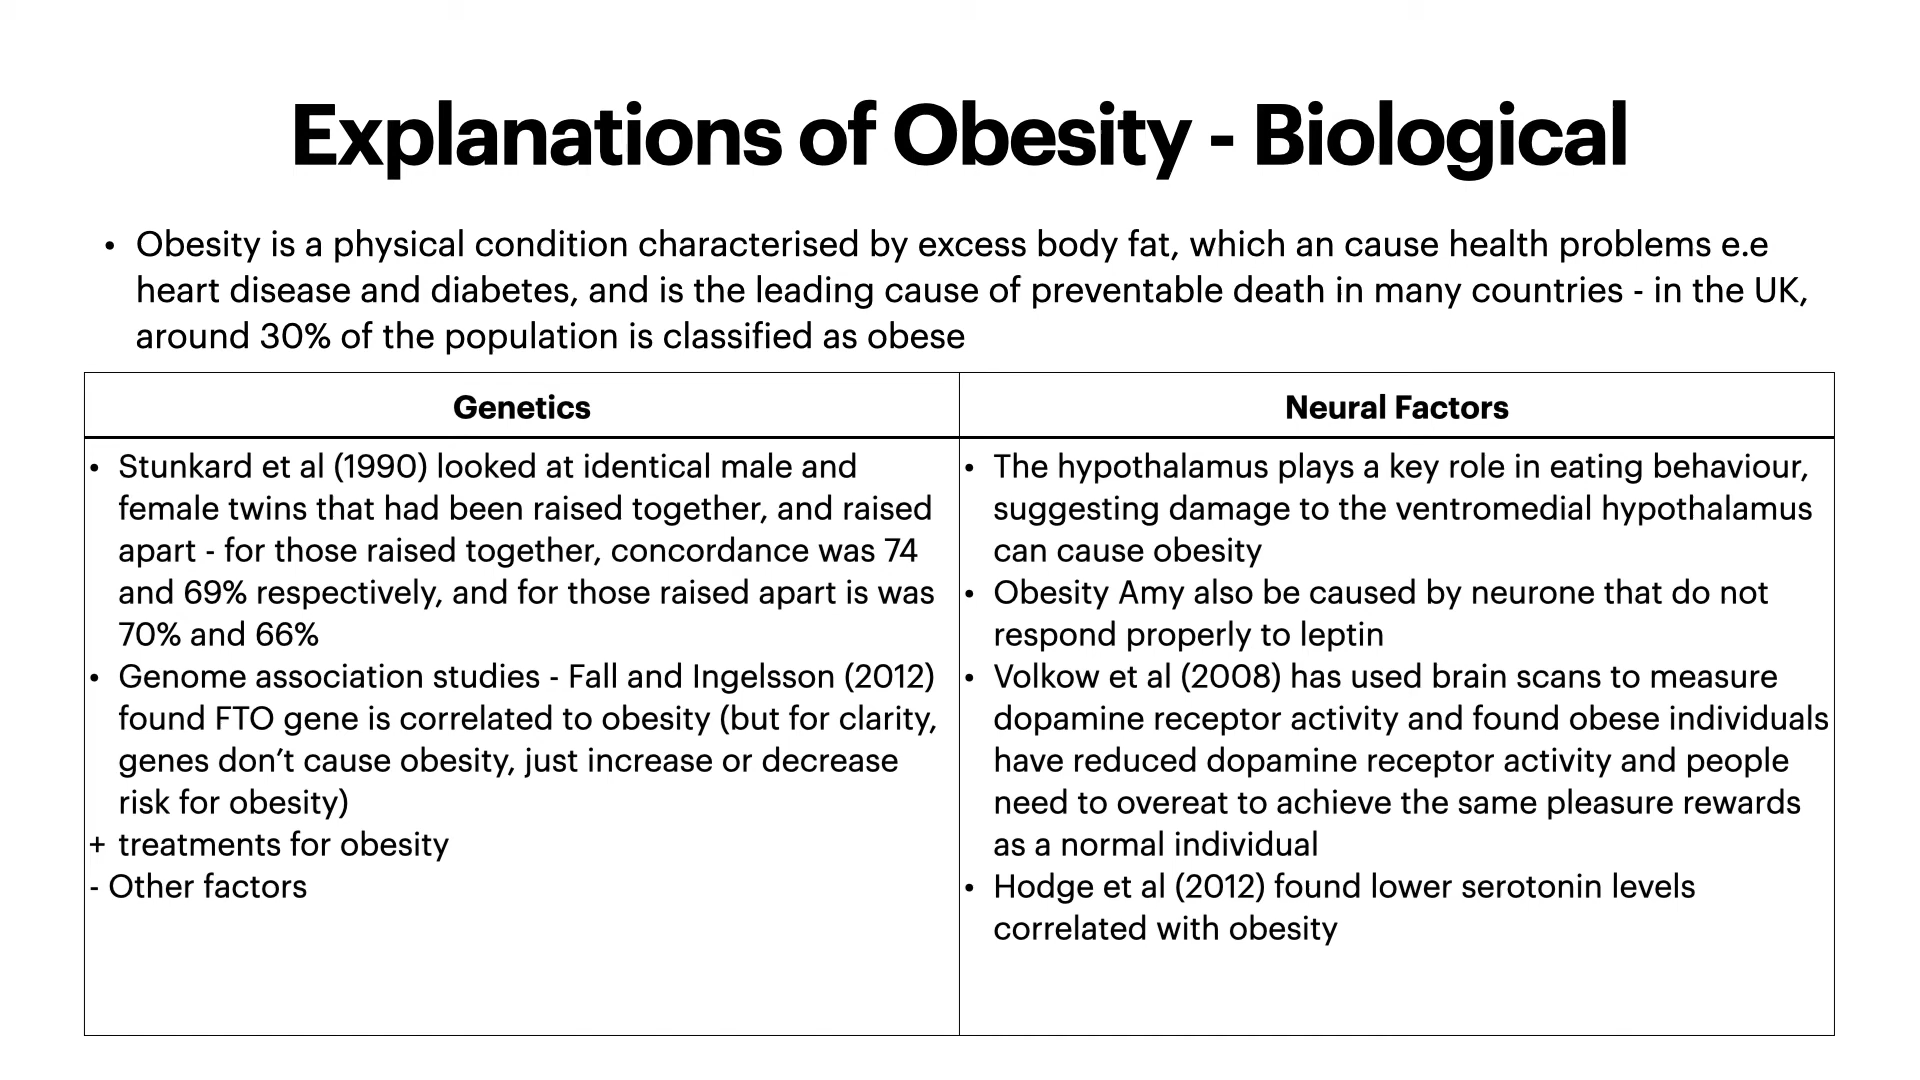 Explanations of Obesity - Biological
• Obesity is a physical condition characterised by excess body fat, which an cause health problems e.e
heart disease and diabetes, and is the leading cause of preventable death in many countries - in the UK,
around 30% of the population is classified as obese
Genetics
• Stunkard et al (1990) looked at identical male and
female twins that had been raised together, and raised
apart - for those raised together, concordance was 74
and 69% respectively, and for those raised apart is was
70% and 66%
• Genome association studies - Fall and Ingelsson (2012)
found FTO gene is correlated to obesity (but for clarity,
genes don’t cause obesity, just increase or decrease
risk for obesity)
+ treatments for obesity
- Other factors
Neural Factors
• The hypothalamus plays a key role in eating behaviour,
suggesting damage to the ventromedial hypothalamus
can cause obesity
• Obesity Amy also be caused by neurone that do not
respond properly to leptin
• Volkow et al (2008) has used brain scans to measure
dopamine receptor activity and found obese individuals
have reduced dopamine receptor activity and people
need to overeat to achieve the same pleasure rewards
as a normal individual
• Hodge et al (2012) found lower serotonin levels
correlated with obesity